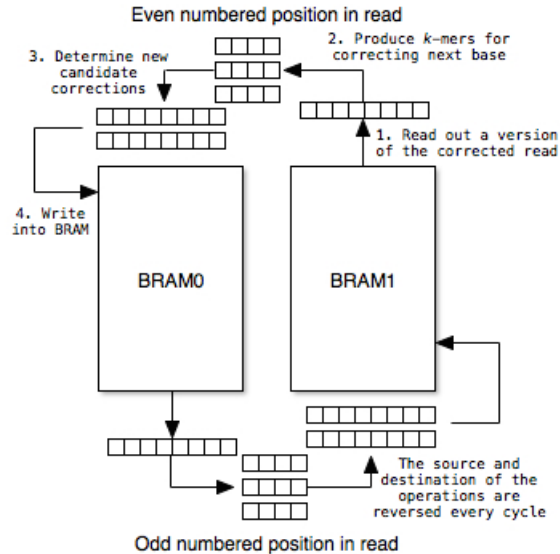 Even numbered position in read
3. Determine new
candidate
corrections
2. Produce k-mers for
correcting next base
1. Read out a version
of the corrected read
4. Write
into BRAM
BRAM0
BRAM1
The source and
destination of the
operations are
reversed every cycle
Odd numbered position in read